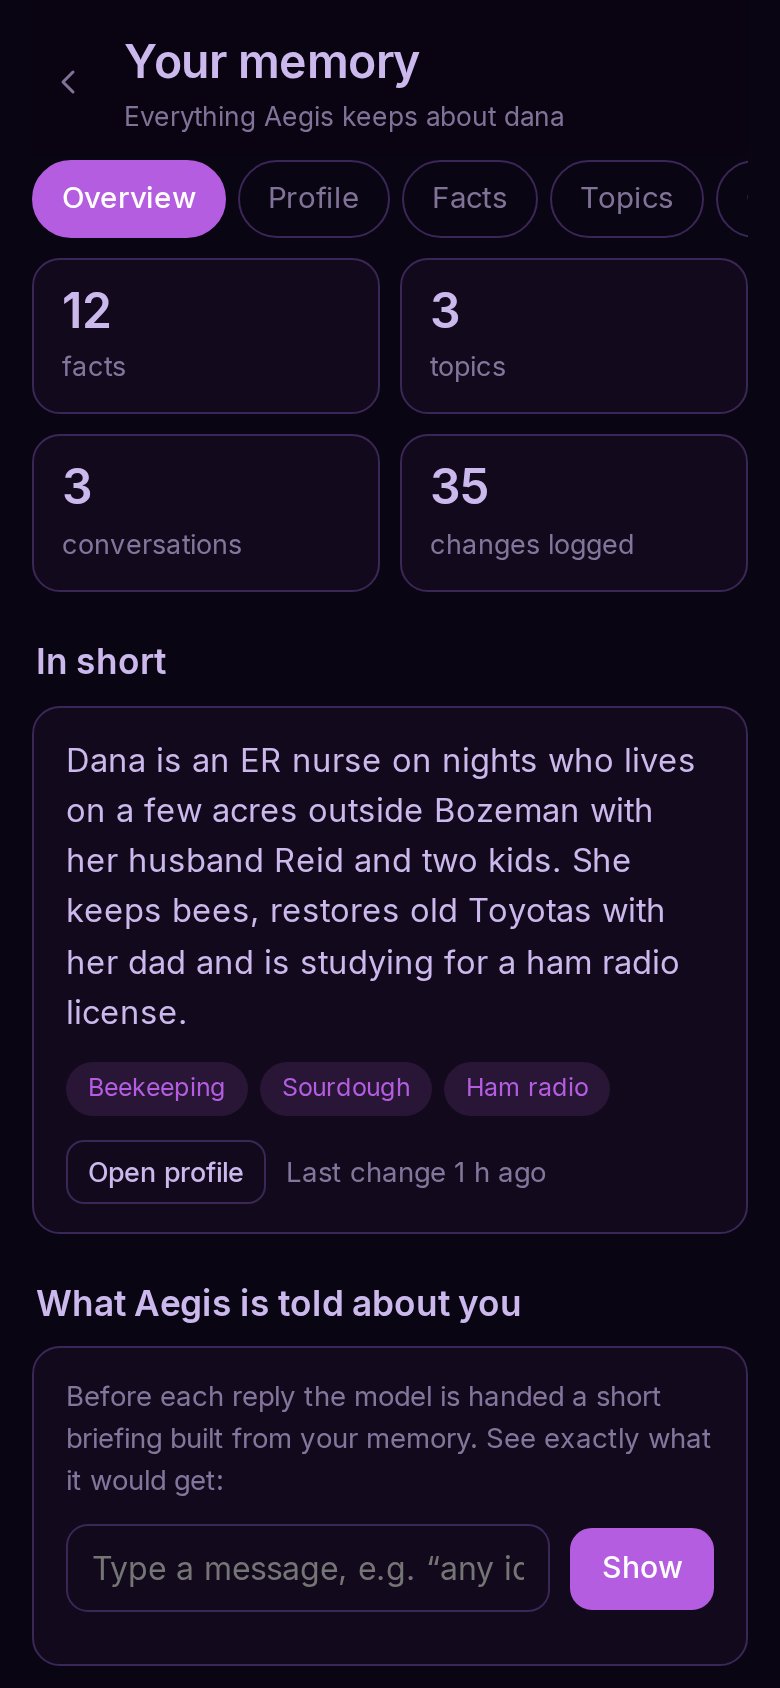 Your memory
Everything Aegis keeps about dana
Overview
Profile
Facts
Topics
12
facts
3
topics
3
conversations
35
changes logged
In short
Dana is an ER nurse on nights who lives
on a few acres outside Bozeman with
her husband Reid and two kids. She
keeps bees, restores old Toyotas with
her dad and is studying for a ham radio
license.
Beekeeping
Sourdough
Ham radio
Open profile
Last change 1 h ago
What Aegis is told about you
Before each reply the model is handed a short
briefing built from your memory. See exactly what
it would get:
Type a message, e.g. “any
Show